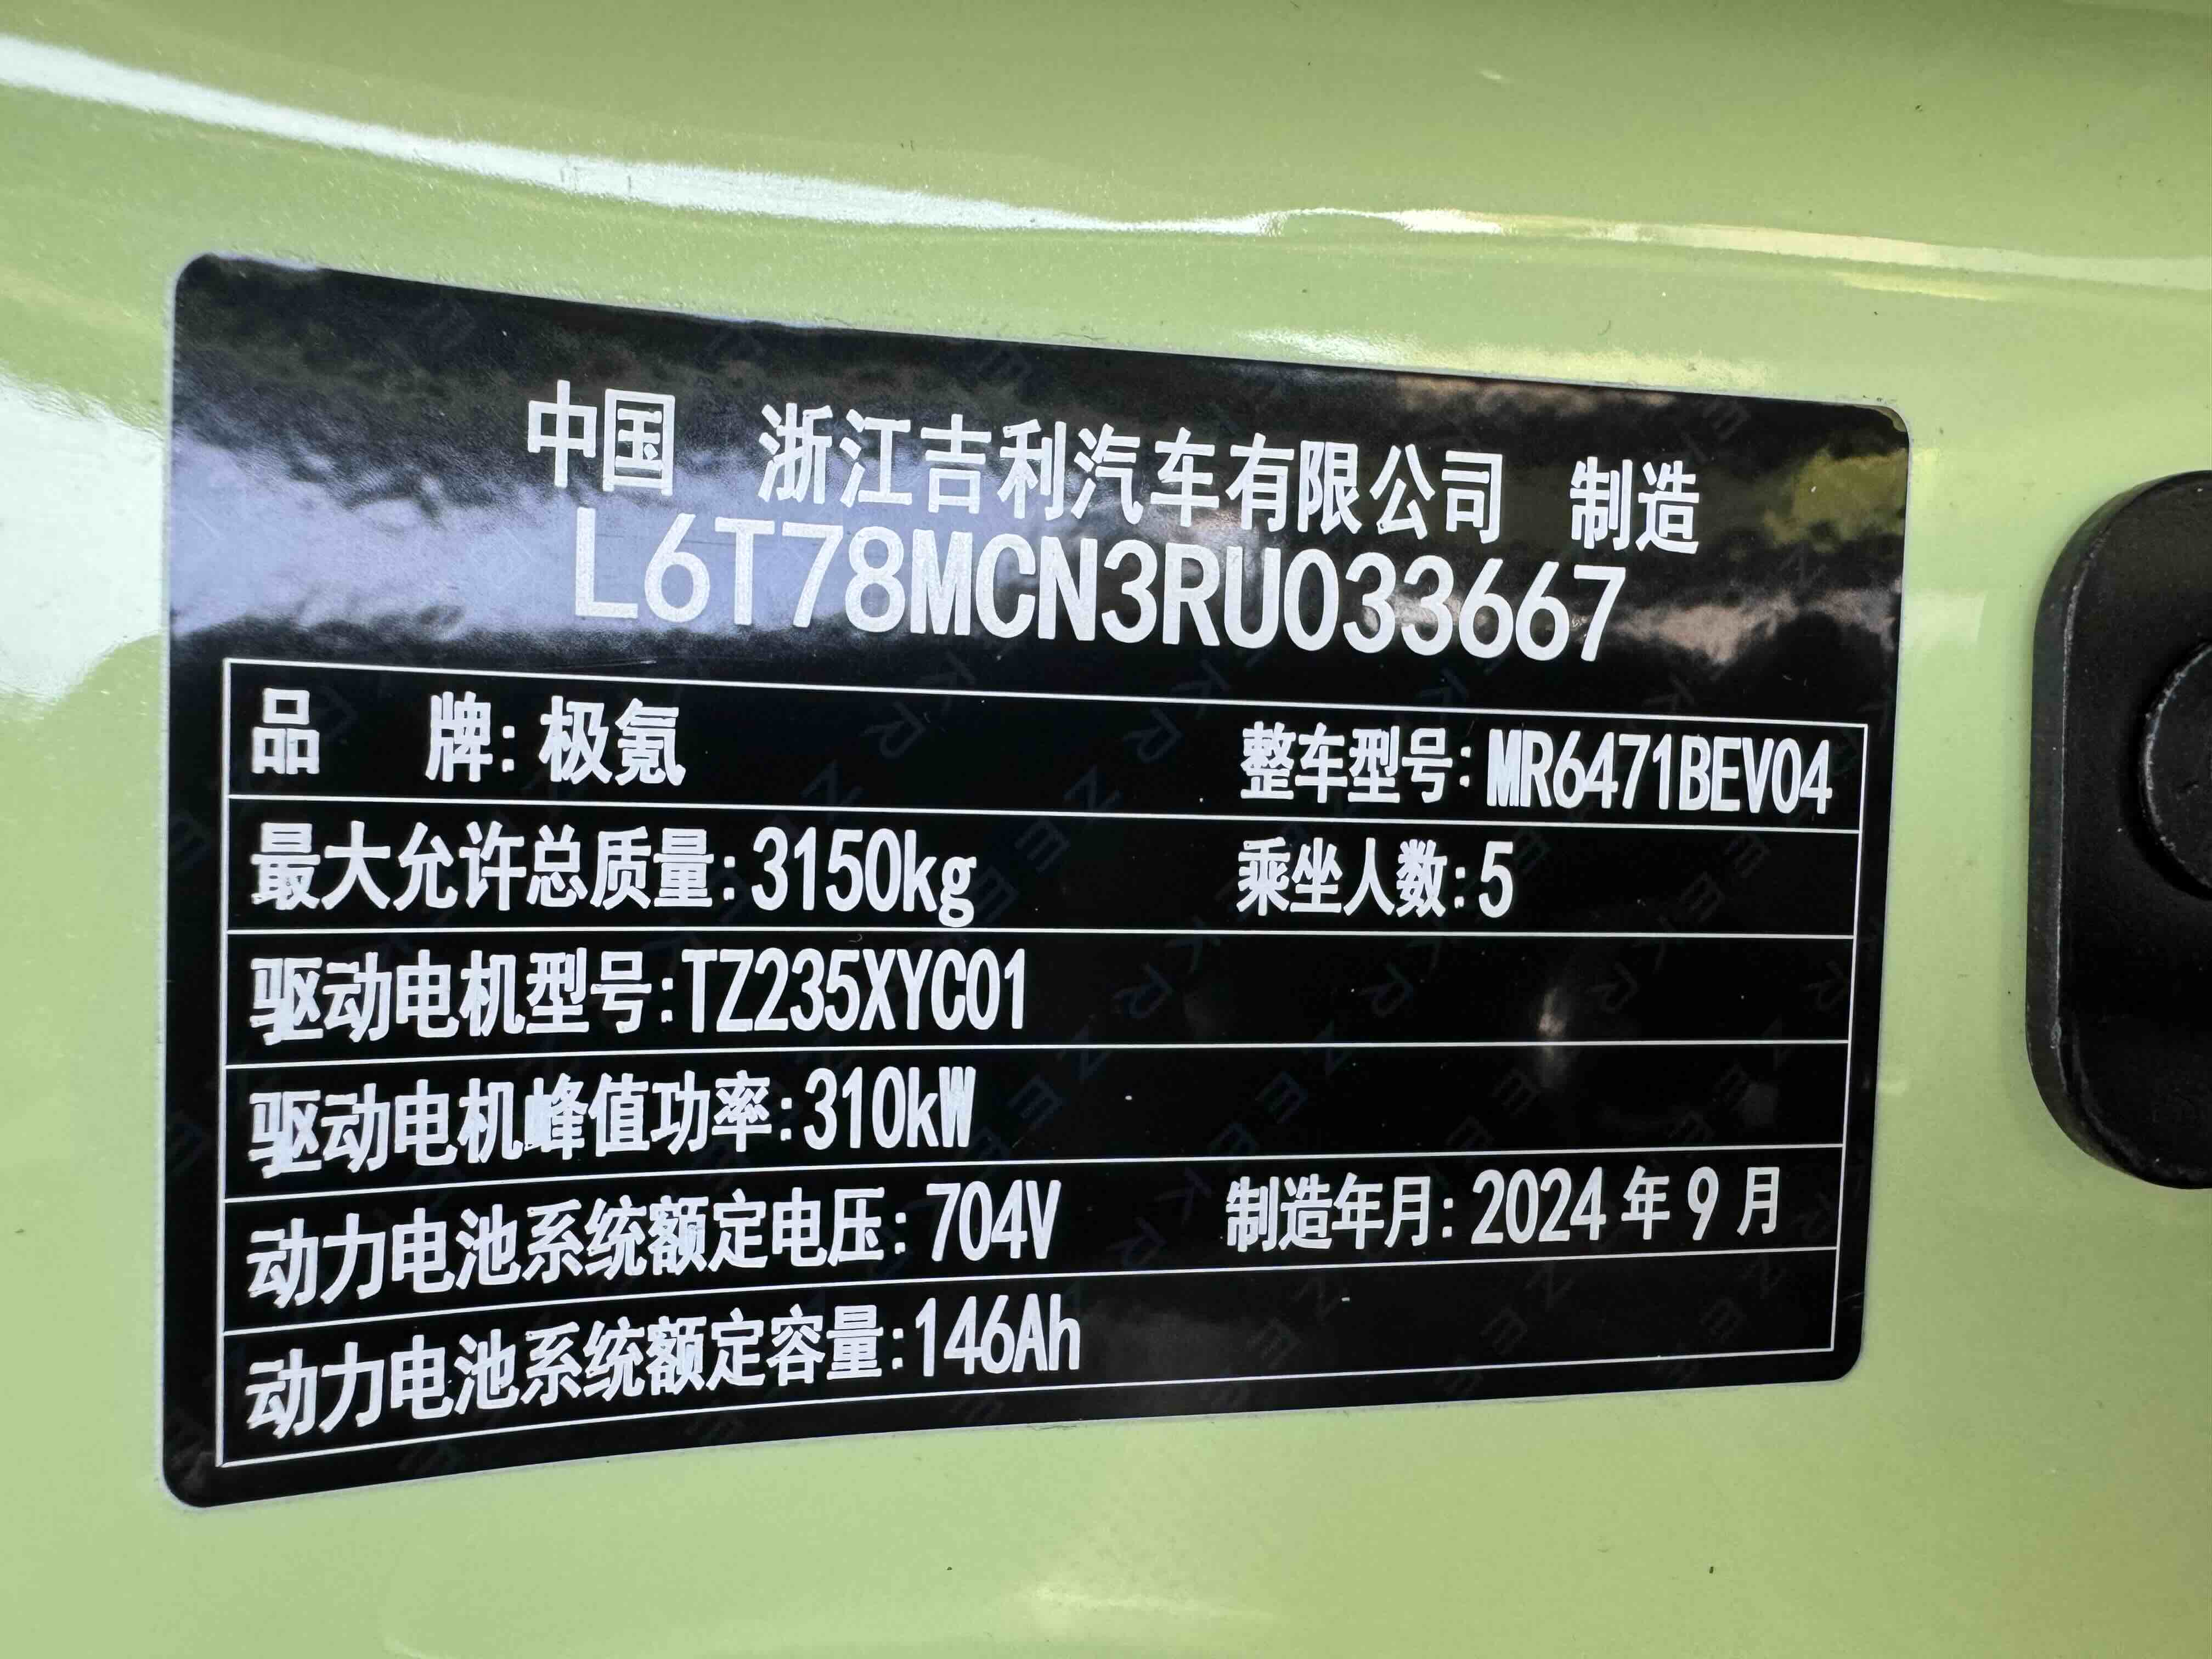 中国 浙江吉利汽车有限公司 制造
L6T78MCN3RU033667
品 牌:极氪 整车型号:MR6471BEV04
最大允许总质量:3150kg 乘坐人数:5
驱动电机型号:TZ235XYC01
驱动电机峰值功率:310kW
动力电池系统额定电压:704V 制造年月:2024年9月
动力电池系统额定容量:146Ah